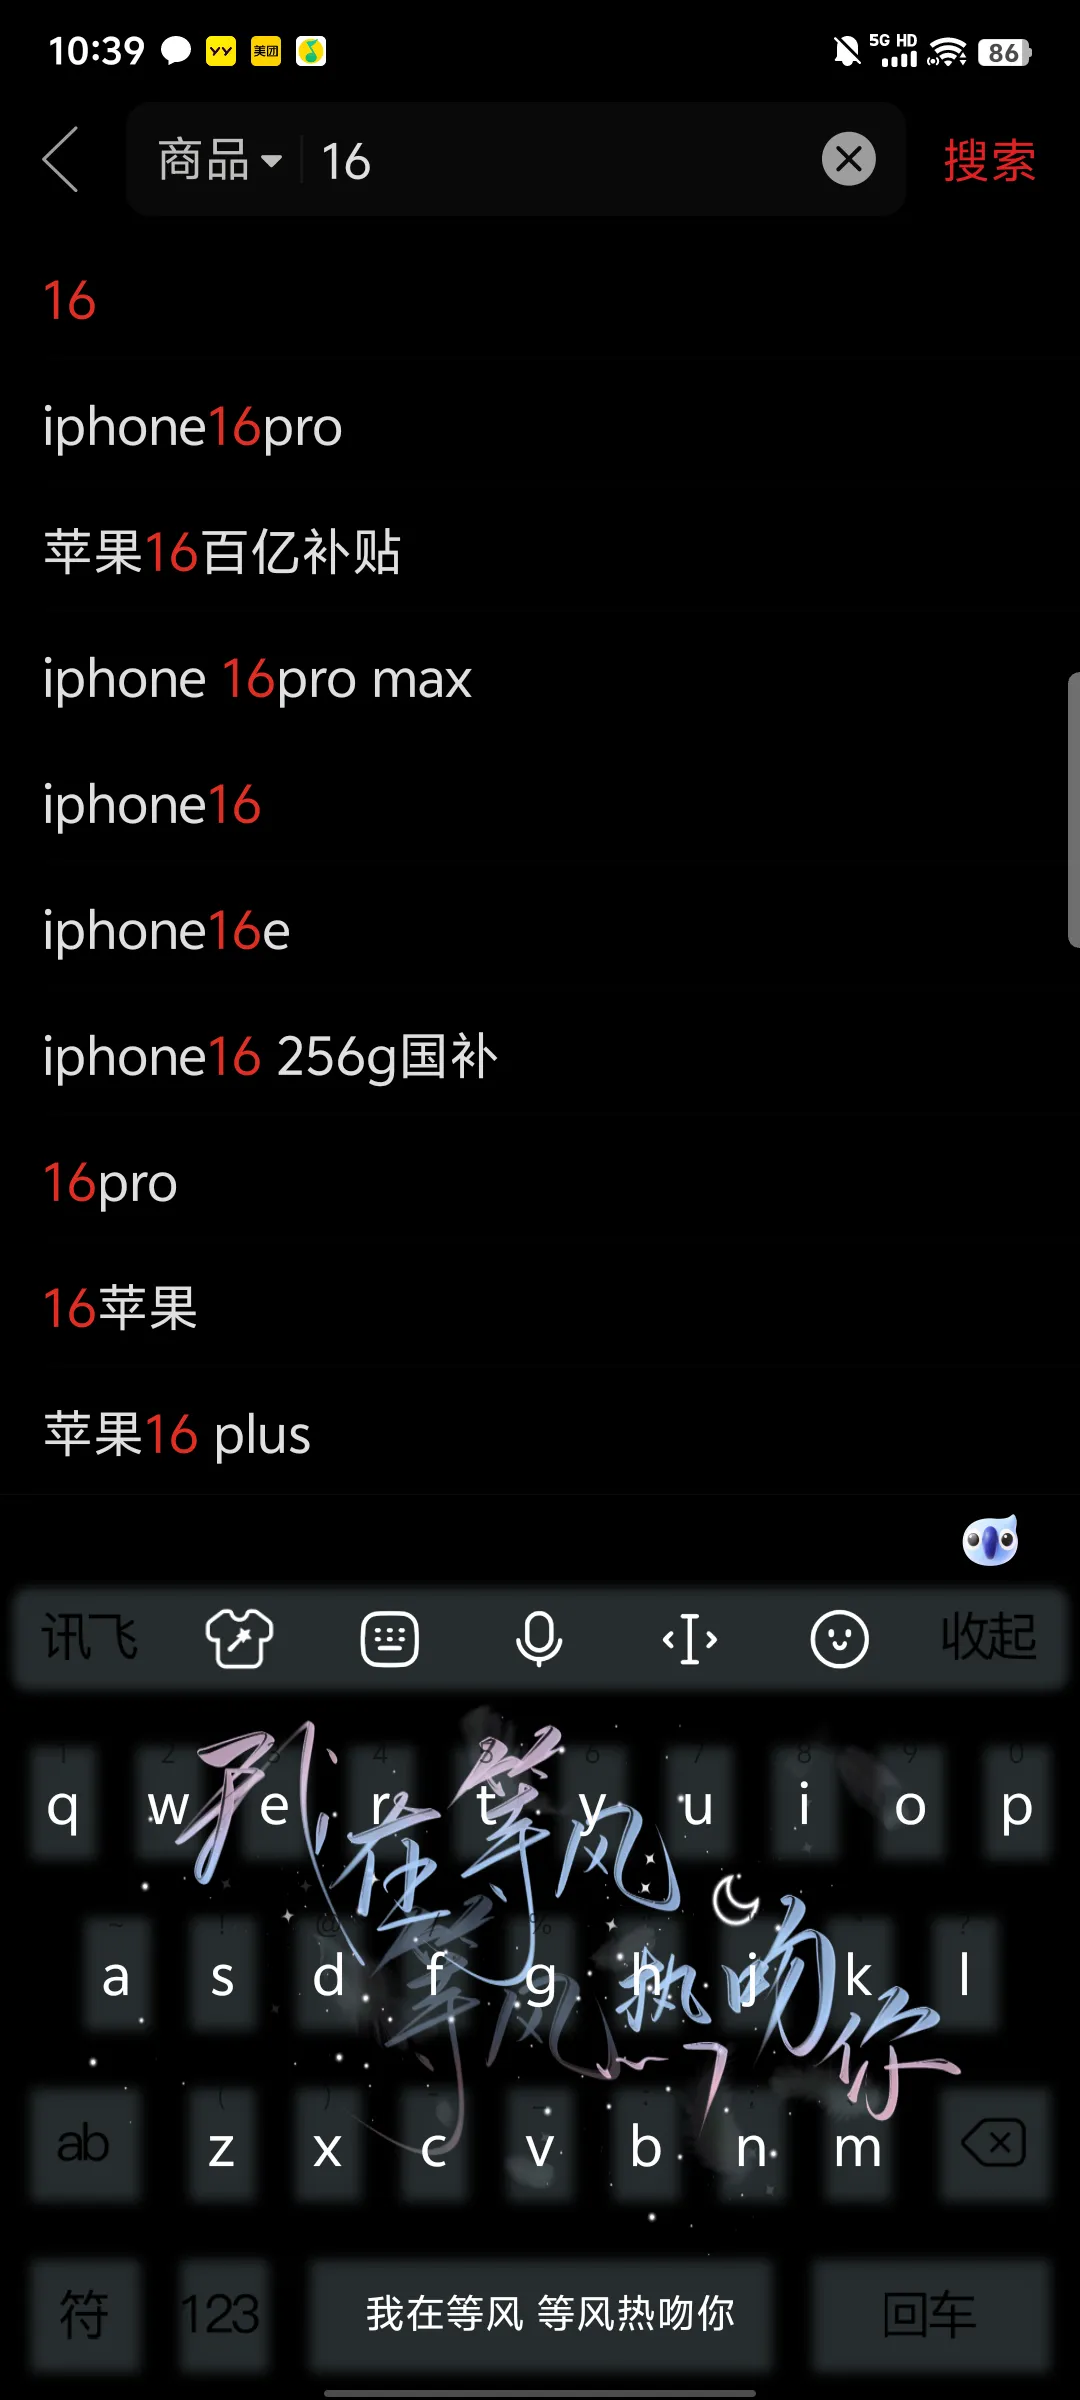 10:39
YY
美团
5G HD
86
商品
16
搜索
16
iphone16pro
苹果16百亿补贴
iphone 16pro max
iphone16
iphone16e
iphone16 256g国补
16pro
16苹果
苹果16 plus
讯飞
收起
1 2 3 4 5 6 7 8 9 0
q w e r t y u i o p
我在等风
~ ! @ % ?
a s d f g h j k l
等风热吻你
( ) - _ : ;
ab z x c v b n m
符 123 我在等风 等风热吻你 回车